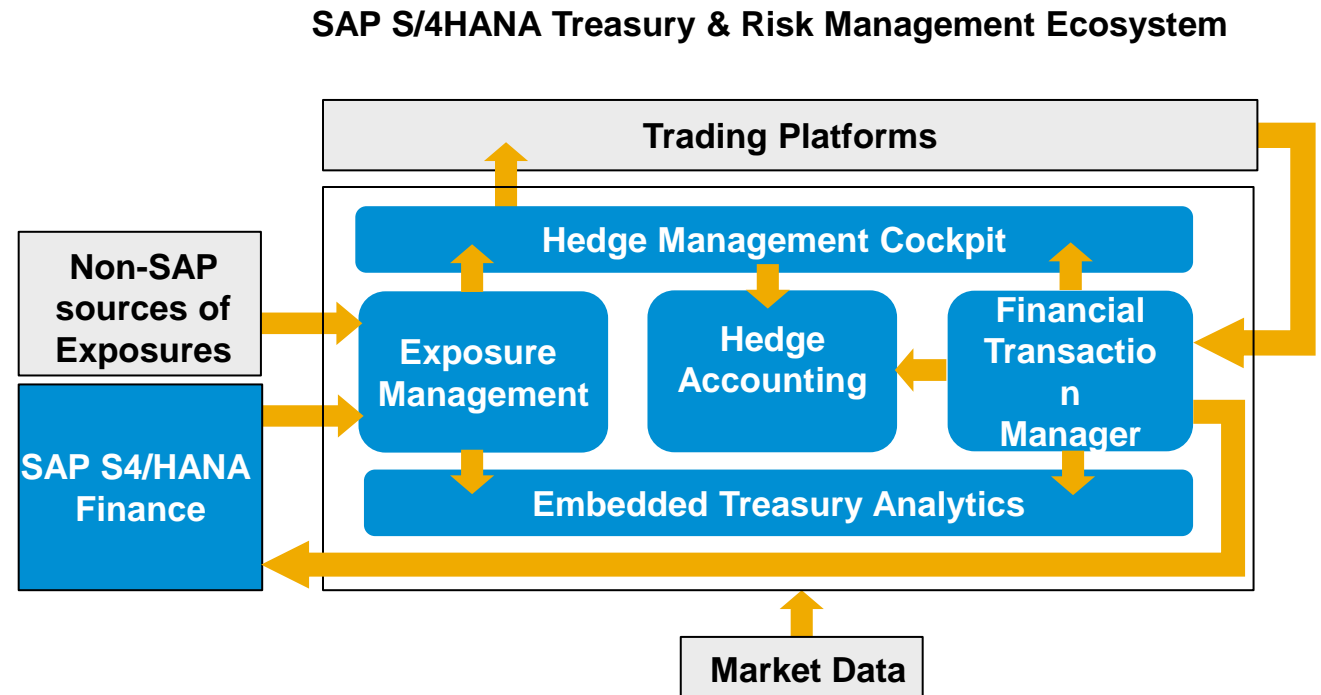 SAP S/4HANA Treasury & Risk Management Ecosystem
Trading Platforms
Hedge Management Cockpit
Non-SAP
sources of
Exposures
Exposure
Management
Hedge
Accounting
Financial
Transactio
n
Manager
SAP S4/HANA
Finance
Embedded Treasury Analytics
Market Data